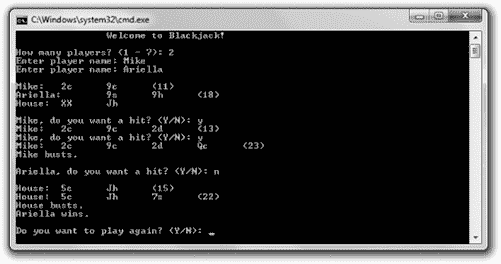 C:\Windows\system32\cmd.exe
Welcome to Blackjack!
How many players? (1 - 7): 2
Enter player name: Mike
Enter player name: Ariella
Mike: 2c 9c (11)
Ariella: 9s 9h (18)
House: XX Jh
Mike, do you want a hit? (Y/N): y
Mike: 2c 9c 2d (13)
Mike, do you want a hit? (Y/N): y
Mike: 2c 9c 2d Qc (23)
Mike busts.
Ariella, do you want a hit? (Y/N): n
House: 5c Jh (15)
House: 5c Jh 7s (22)
House busts.
Ariella wins.
Do you want to play again? (Y/N): _